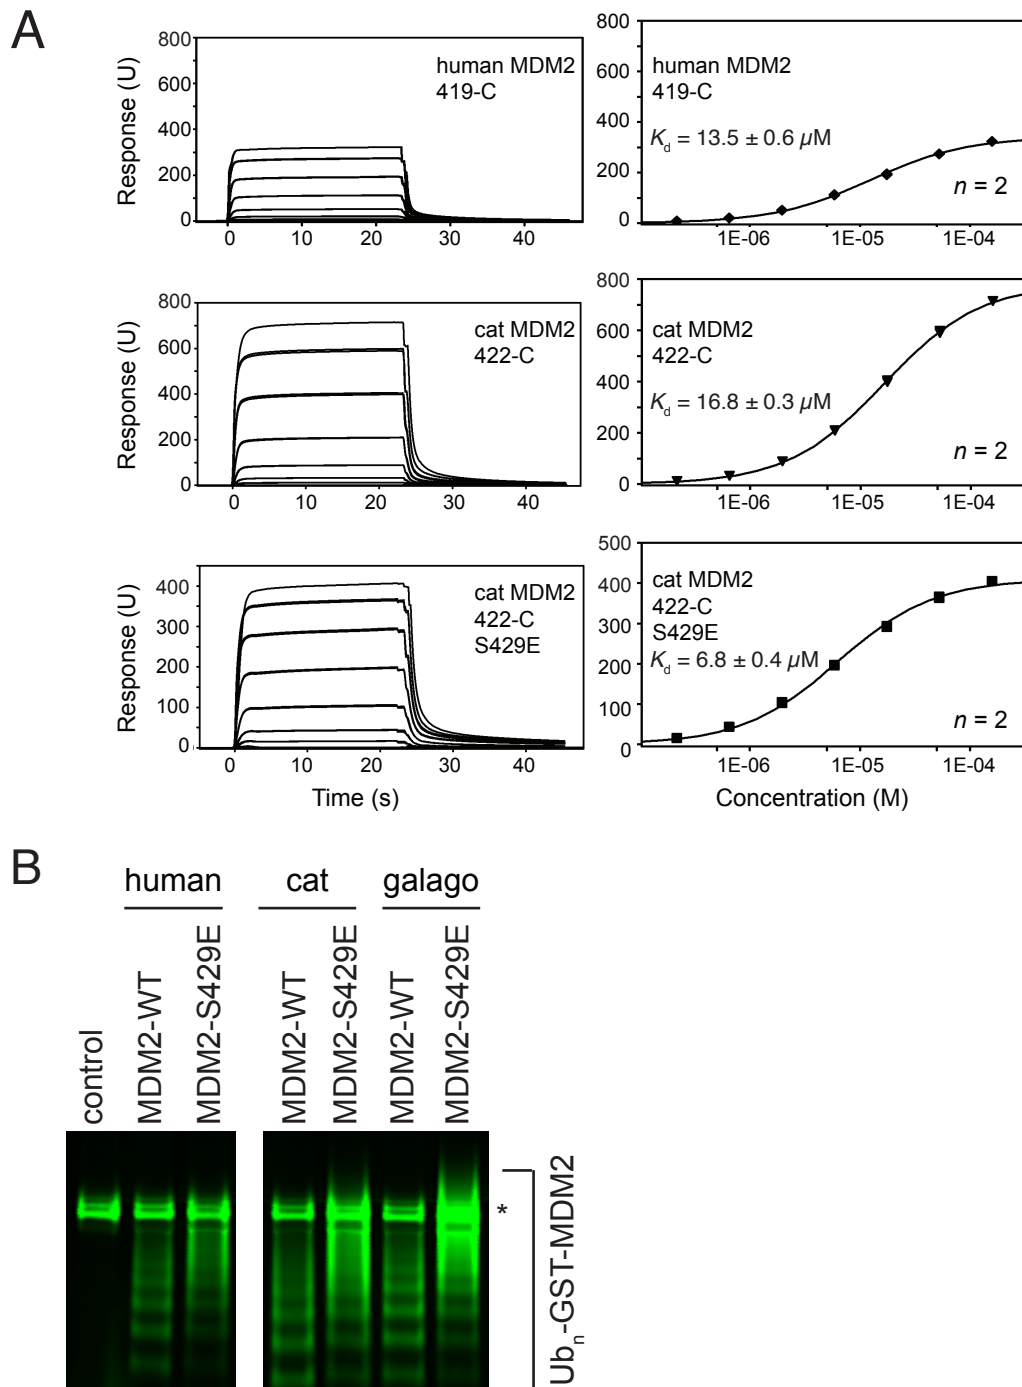 A
Response (U)
800
600
400
200
0
0
10
20
30
40
human MDM2
419-C
800
600
400
200
0
1E-06
1E-05
1E-04
human MDM2
419-C
Kd = 13.5 ± 0.6 µM
n = 2
Response (U)
800
600
400
200
0
0
10
20
30
40
cat MDM2
422-C
800
600
400
200
0
1E-06
1E-05
1E-04
cat MDM2
422-C
Kd = 16.8 ± 0.3 µM
n = 2
Response (U)
400
300
200
100
0
0
10
20
30
40
Time (s)
cat MDM2
422-C
S429E
500
400
300
200
100
0
1E-06
1E-05
1E-04
Concentration (M)
cat MDM2
422-C
S429E
Kd = 6.8 ± 0.4 µM
n = 2
B
human
cat
galago
control
MDM2-WT
MDM2-S429E
MDM2-WT
MDM2-S429E
MDM2-WT
MDM2-S429E
*
Ubn-GST-MDM2